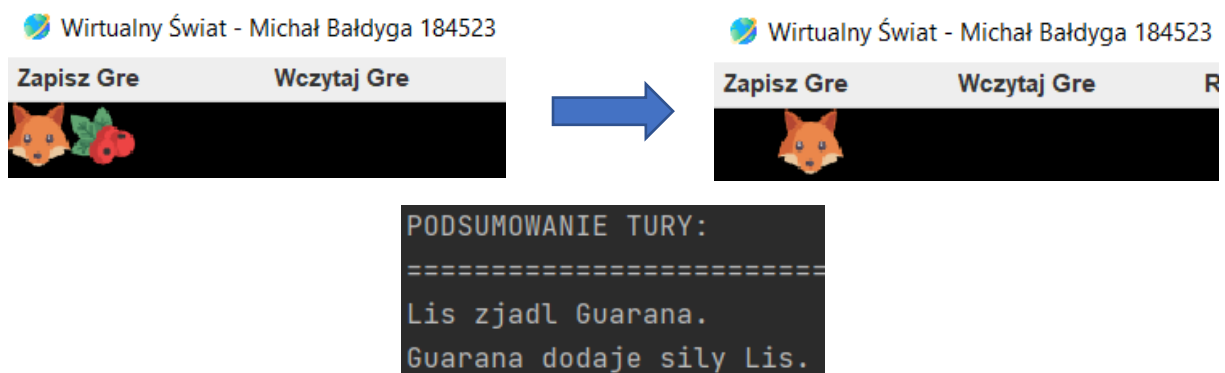 Wirtualny Świat - Michał Bałdyga 184523
Zapisz Gre Wczytaj Gre
Wirtualny Świat - Michał Bałdyga 184523
Zapisz Gre Wczytaj Gre R
PODSUMOWANIE TURY:
==========================
Lis zjadl Guarana.
Guarana dodaje sily Lis.